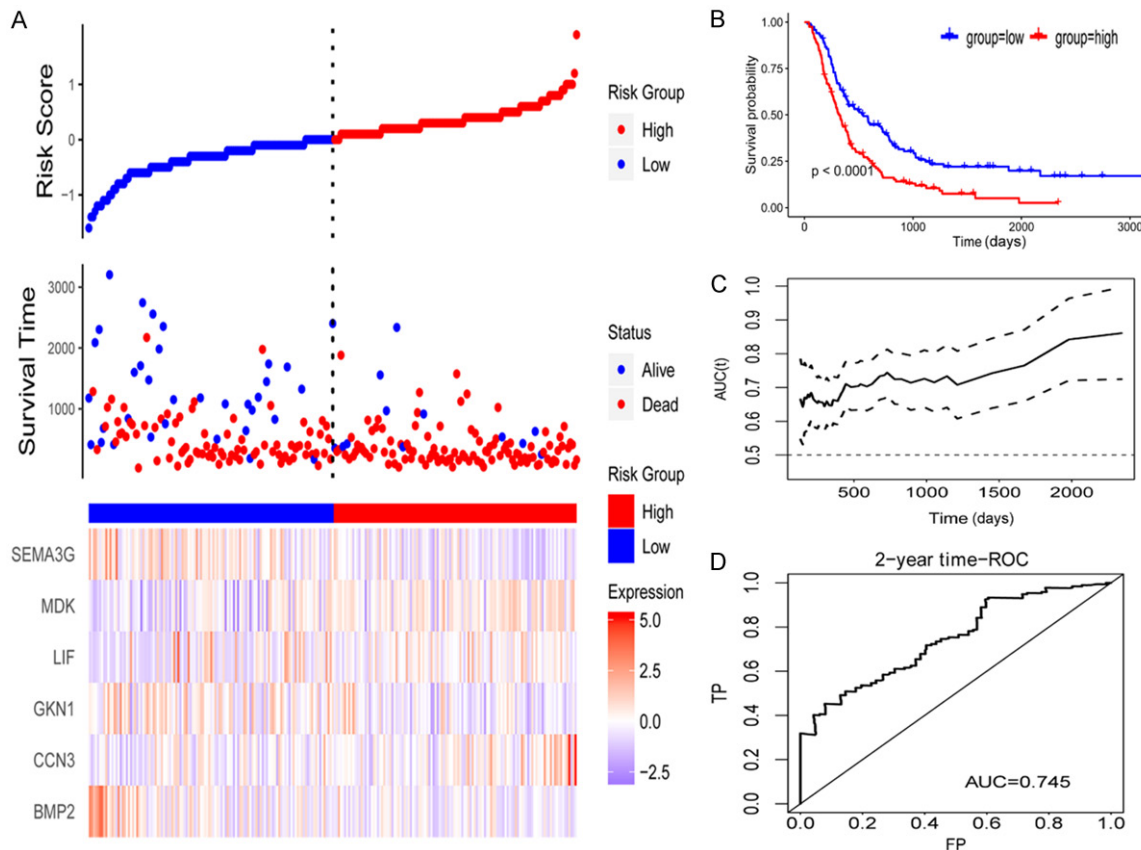 A
Risk Score
1
0
−1
Risk Group
High
Low
Survival Time
3000
2000
1000
Status
Alive
Dead
Risk Group
High
Low
SEMA3G
MDK
LIF
GKN1
CCN3
BMP2
Expression
5.0
2.5
0.0
−2.5
B
group=low group=high
Survival probability
1.00
0.75
0.50
0.25
0.00
p < 0.0001
0 1000 2000 3000
Time (days)
C
AUC(t)
1.0
0.9
0.8
0.7
0.6
0.5
500 1000 1500 2000
Time (days)
D
2−year time−ROC
TP
1.0
0.8
0.6
0.4
0.2
0.0
AUC=0.745
0.0 0.2 0.4 0.6 0.8 1.0
FP